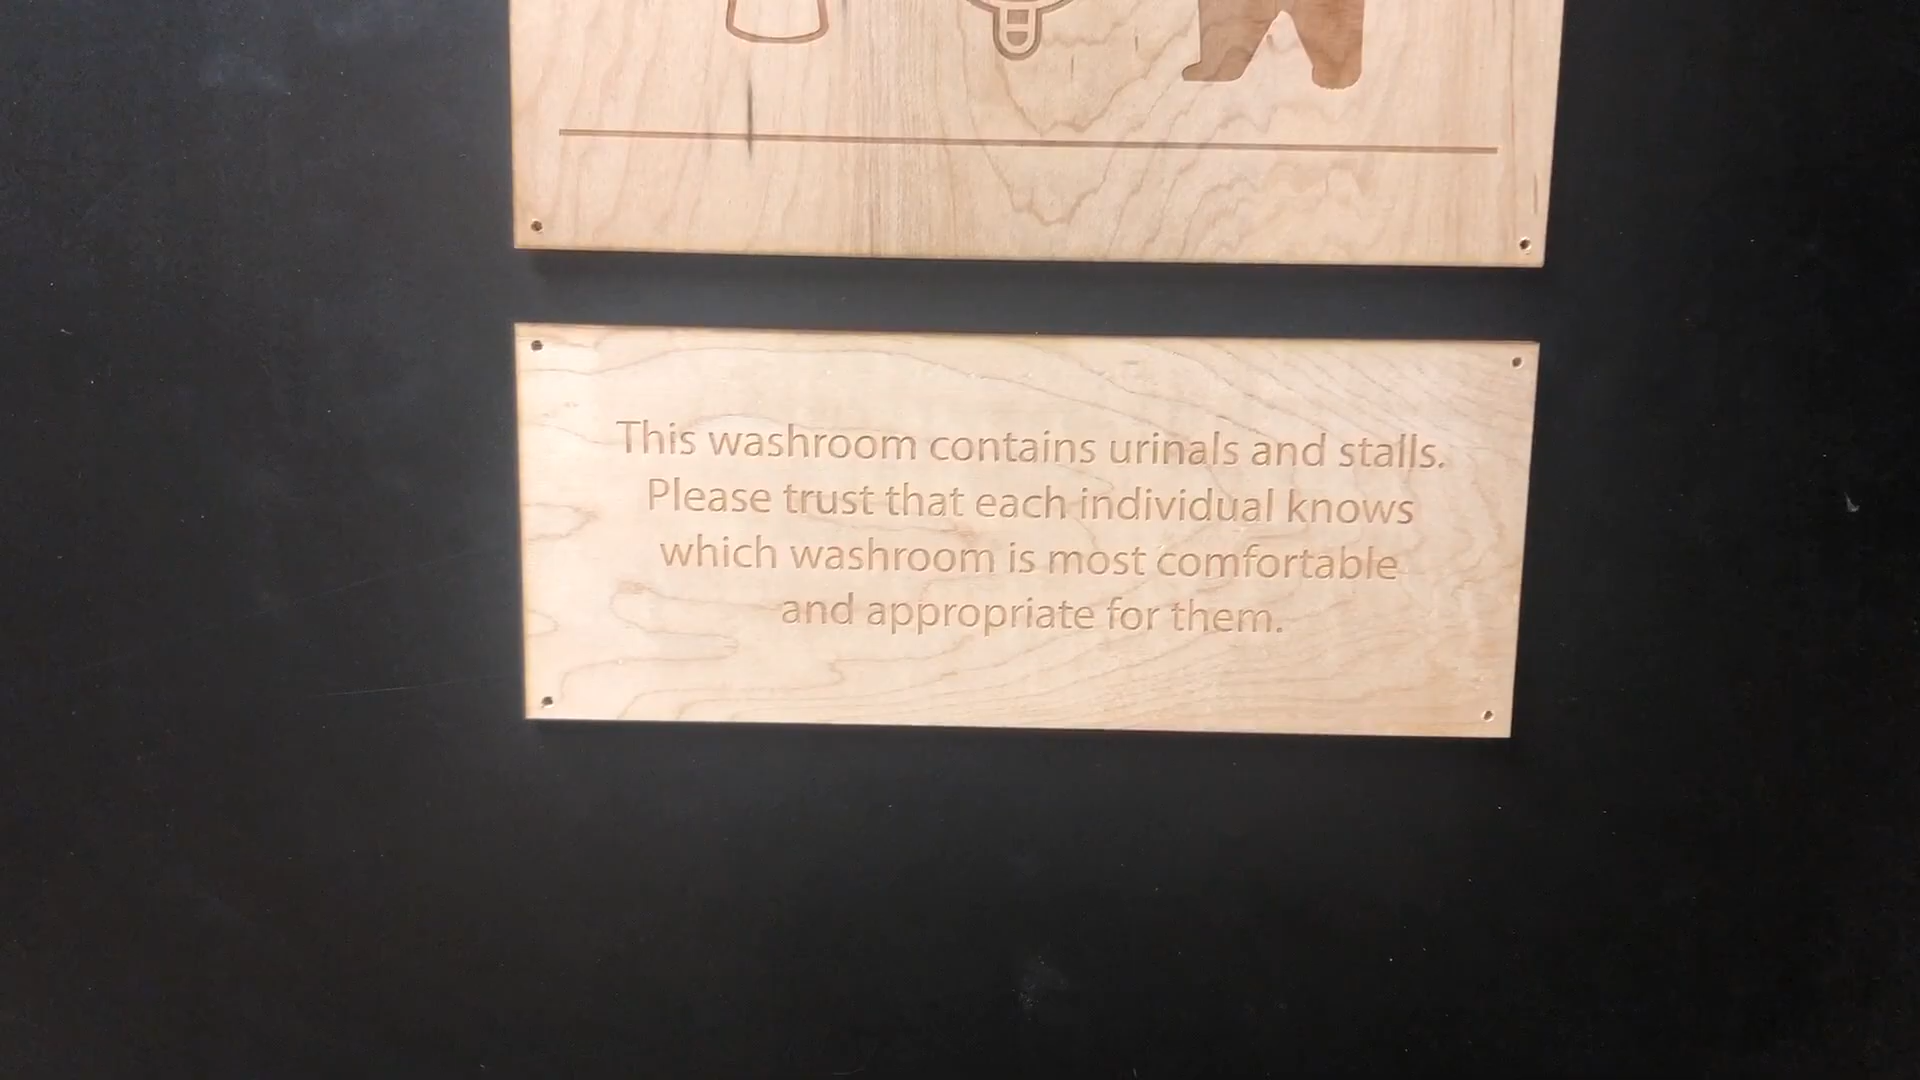 This washroom contains urinals and stalls.
Please trust that each individual knows
which washroom is most comfortable
and appropriate for them.